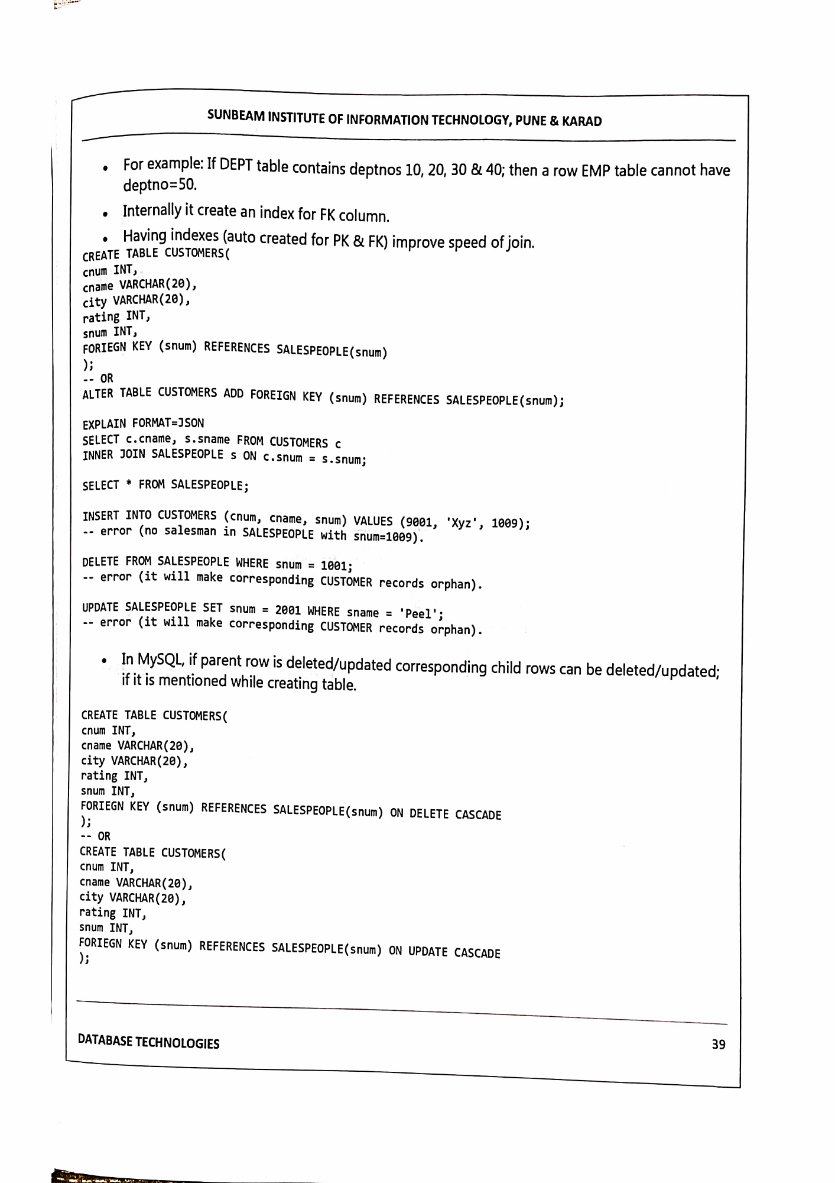 SUNBEAM INSTITUTE OF INFORMATION TECHNOLOGY, PUNE & KARAD
• For example: If DEPT table contains deptnos 10, 20, 30 & 40; then a row EMP table cannot have
deptno=50.
• Internally it create an index for FK column.
• Having indexes (auto created for PK & FK) improve speed of join.
CREATE TABLE CUSTOMERS(
cnum INT,
cname VARCHAR(20),
city VARCHAR(20),
rating INT,
snum INT,
FORIEGN KEY (snum) REFERENCES SALESPEOPLE(snum)
);
-- OR
ALTER TABLE CUSTOMERS ADD FOREIGN KEY (snum) REFERENCES SALESPEOPLE(snum);
EXPLAIN FORMAT=JSON
SELECT c.cname, s.sname FROM CUSTOMERS c
INNER JOIN SALESPEOPLE s ON c.snum = s.snum;
SELECT * FROM SALESPEOPLE;
INSERT INTO CUSTOMERS (cnum, cname, snum) VALUES (9001, 'Xyz', 1009);
-- error (no salesman in SALESPEOPLE with snum=1009).
DELETE FROM SALESPEOPLE WHERE snum = 1001;
-- error (it will make corresponding CUSTOMER records orphan).
UPDATE SALESPEOPLE SET snum = 2001 WHERE sname = 'Peel';
-- error (it will make corresponding CUSTOMER records orphan).
• In MySQL, if parent row is deleted/updated corresponding child rows can be deleted/updated;
if it is mentioned while creating table.
CREATE TABLE CUSTOMERS(
cnum INT,
cname VARCHAR(20),
city VARCHAR(20),
rating INT,
snum INT,
FORIEGN KEY (snum) REFERENCES SALESPEOPLE(snum) ON DELETE CASCADE
);
-- OR
CREATE TABLE CUSTOMERS(
cnum INT,
cname VARCHAR(20),
city VARCHAR(20),
rating INT,
snum INT,
FORIEGN KEY (snum) REFERENCES SALESPEOPLE(snum) ON UPDATE CASCADE
);
DATABASE TECHNOLOGIES 39